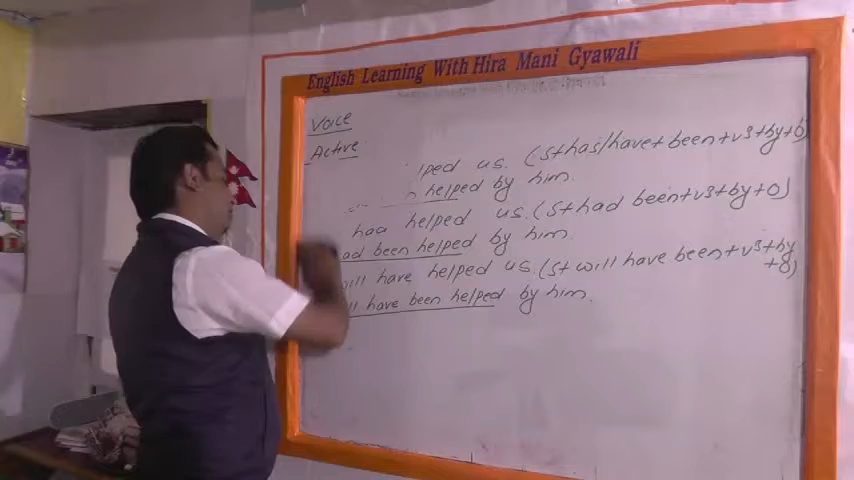 English Learning With Hira Mani Gyawali
Voice
Active
lped us. (S+has/have+been+v3+by+o
n helped by him.
had helped us. (S+had been+v3+by+o)
ad been helped by him.
will have helped us. (S+will have been+v3+by
+o)
ll have been helped by him.